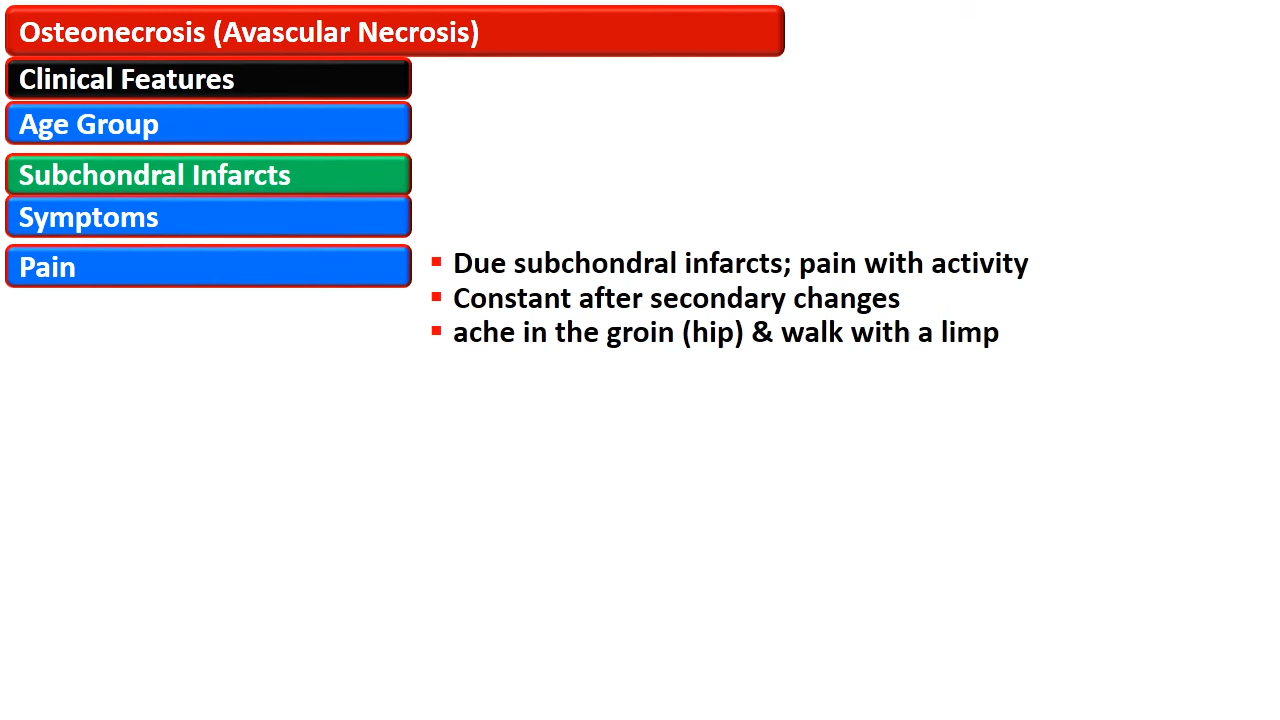 Osteonecrosis (Avascular Necrosis)
Clinical Features
Age Group
Subchondral Infarcts
Symptoms
Pain
Due subchondral infarcts; pain with activity
Constant after secondary changes
ache in the groin (hip) & walk with a limp